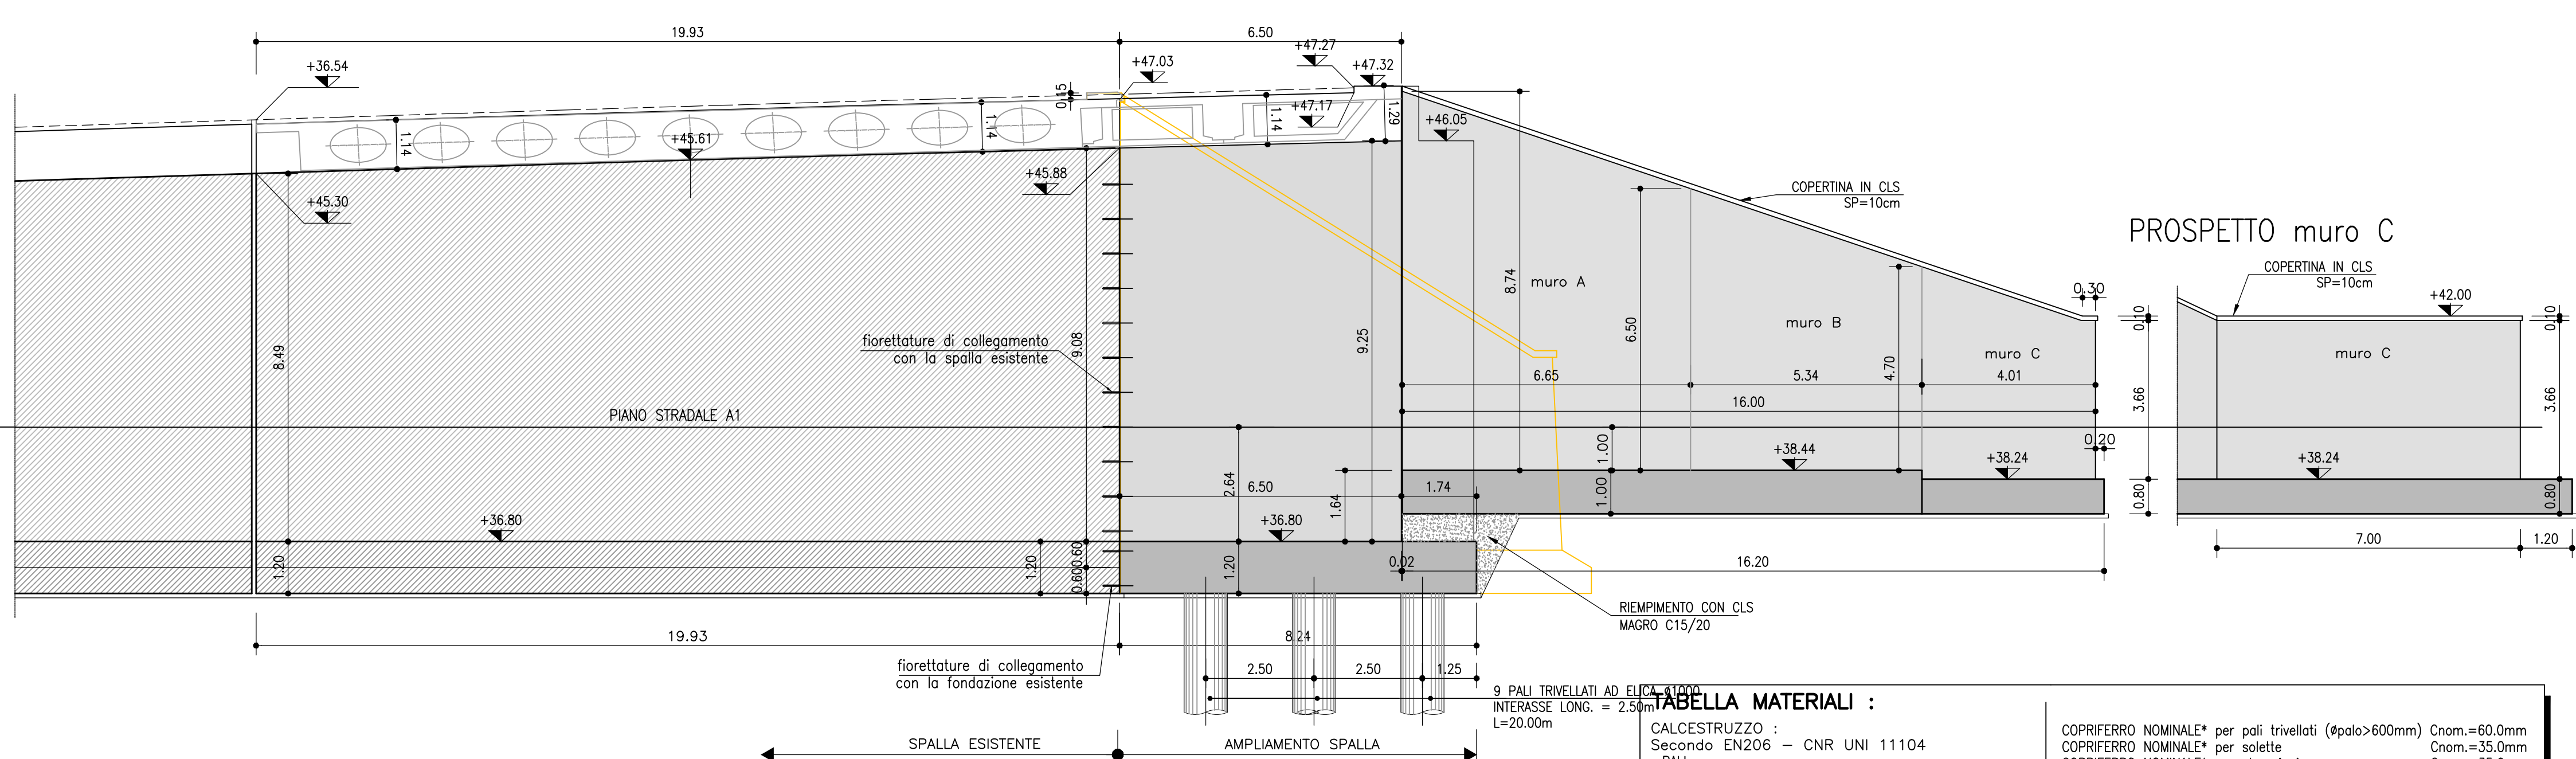 19.93
6.50
+36.54
+47.03
+47.27
+47.32
0.15
1.14
1.14
+47.17
1.14
1.29
+46.05
+45.61
+45.88
+45.30
COPERTINA IN CLS
SP=10cm
PROSPETTO muro C
COPERTINA IN CLS
SP=10cm
+42.00
0.30
0.10
0.10
8.74
muro A
6.50
muro B
4.70
muro C
muro C
fiorettature di collegamento
con la spalla esistente
8.49
9.08
9.25
6.65
5.34
4.01
16.00
3.66
3.66
PIANO STRADALE A1
2.64
6.50
1.64
1.74
1.00
1.00
+38.44
+38.24
0.20
+38.24
0.80
0.80
+36.80
+36.80
1.20
1.20
0.60
0.60
1.20
0.02
16.20
7.00
1.20
RIEMPIMENTO CON CLS
MAGRO C15/20
19.93
8.24
fiorettature di collegamento
con la fondazione esistente
2.50
2.50
1.25
9 PALI TRIVELLATI AD ELICA ø1000
INTERASSE LONG. = 2.50m
L=20.00m
SPALLA ESISTENTE
AMPLIAMENTO SPALLA
TABELLA MATERIALI :
CALCESTRUZZO :
Secondo EN206 – CNR UNI 11104
COPRIFERRO NOMINALE* per pali trivellati (øpalo>600mm) Cnom.=60.0mm
COPRIFERRO NOMINALE* per solette Cnom.=35.0mm